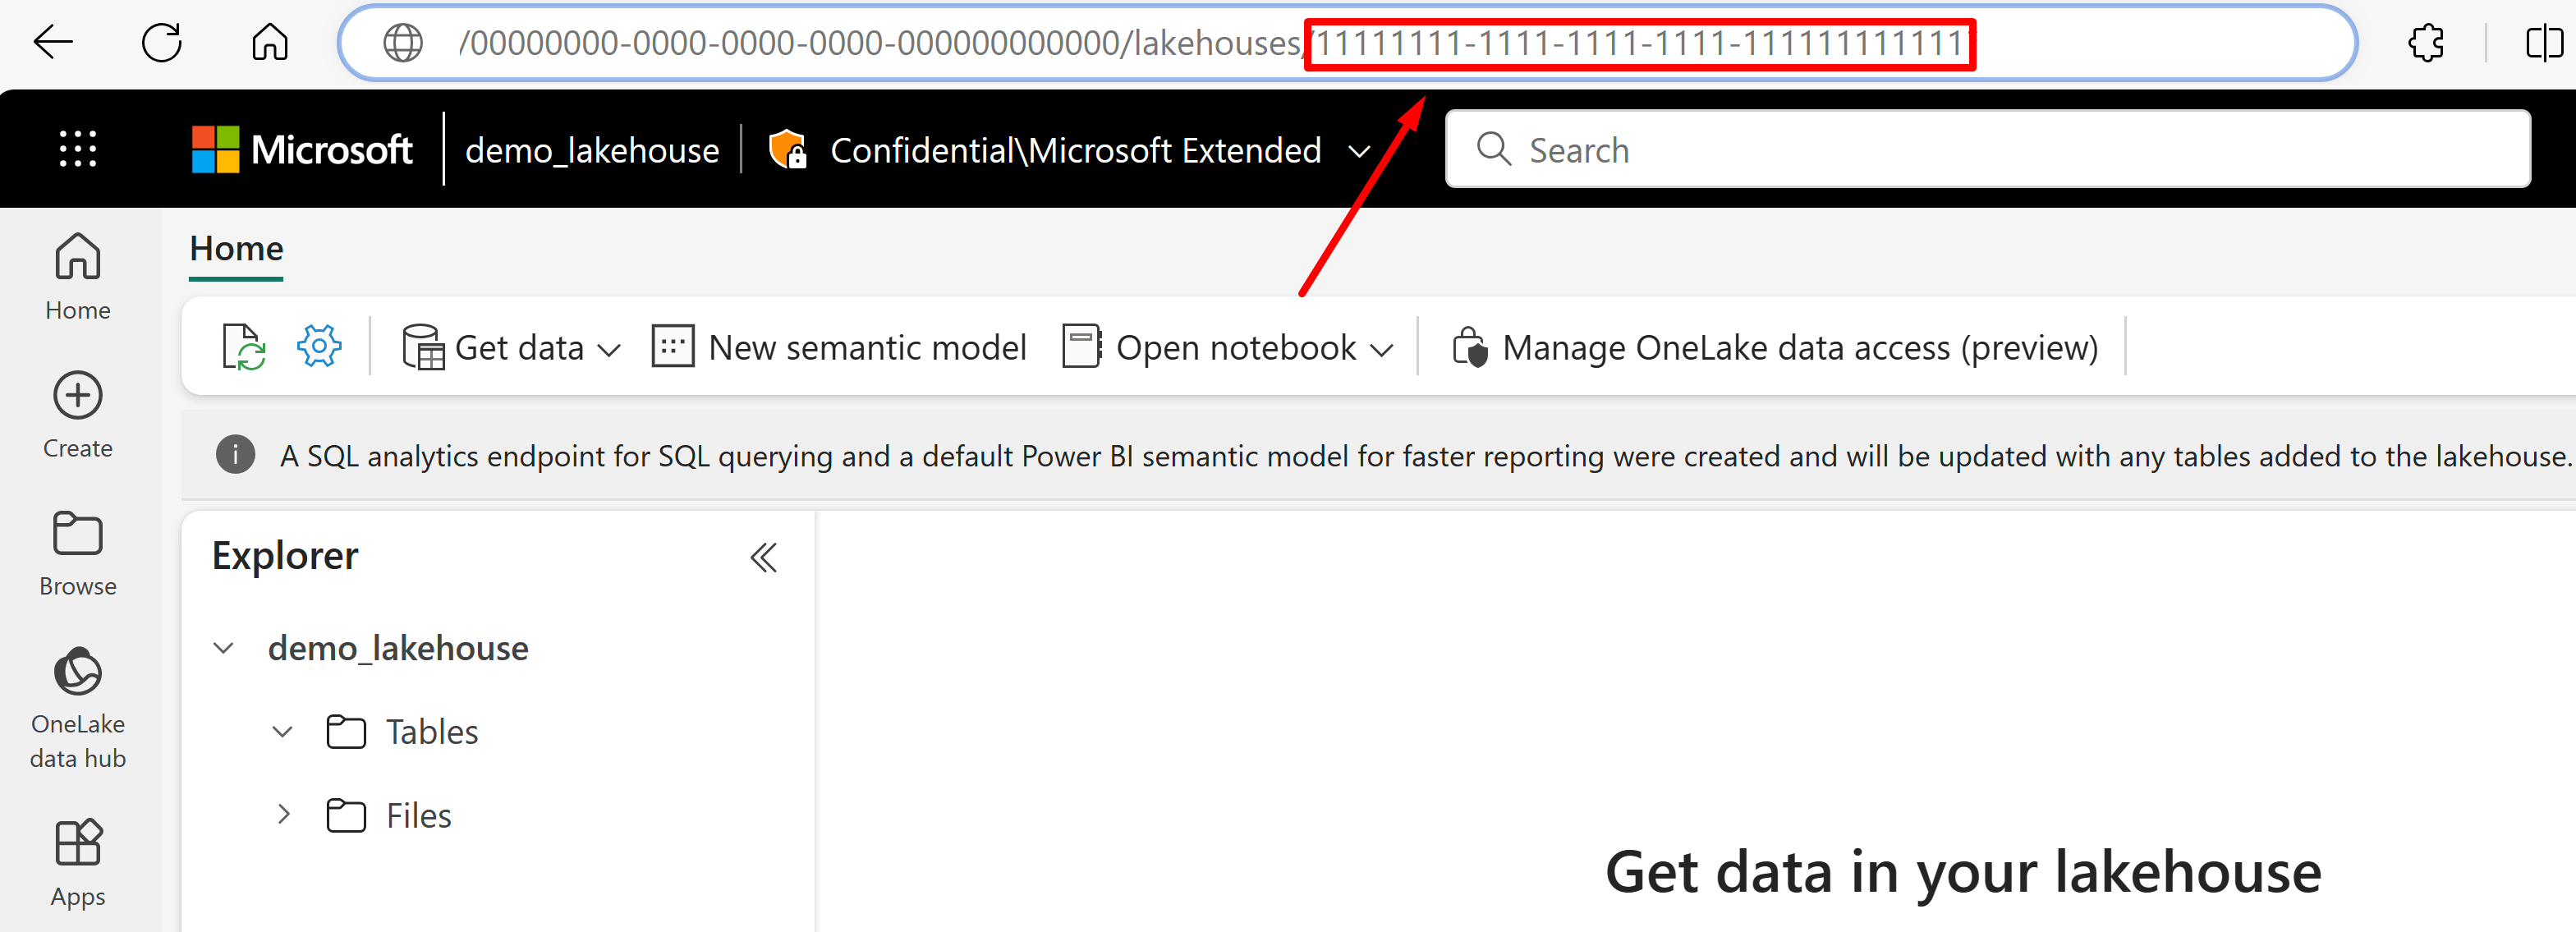 /00000000-0000-0000-0000-000000000000/lakehouses/11111111-1111-1111-1111-111111111111
Microsoft demo_lakehouse Confidential\Microsoft Extended Search
Home
Home
Get data New semantic model Open notebook Manage OneLake data access (preview)
Create
A SQL analytics endpoint for SQL querying and a default Power BI semantic model for faster reporting were created and will be updated with any tables added to the lakehouse.
Browse
Explorer
demo_lakehouse
OneLake
data hub
Tables
Files
Apps
Get data in your lakehouse